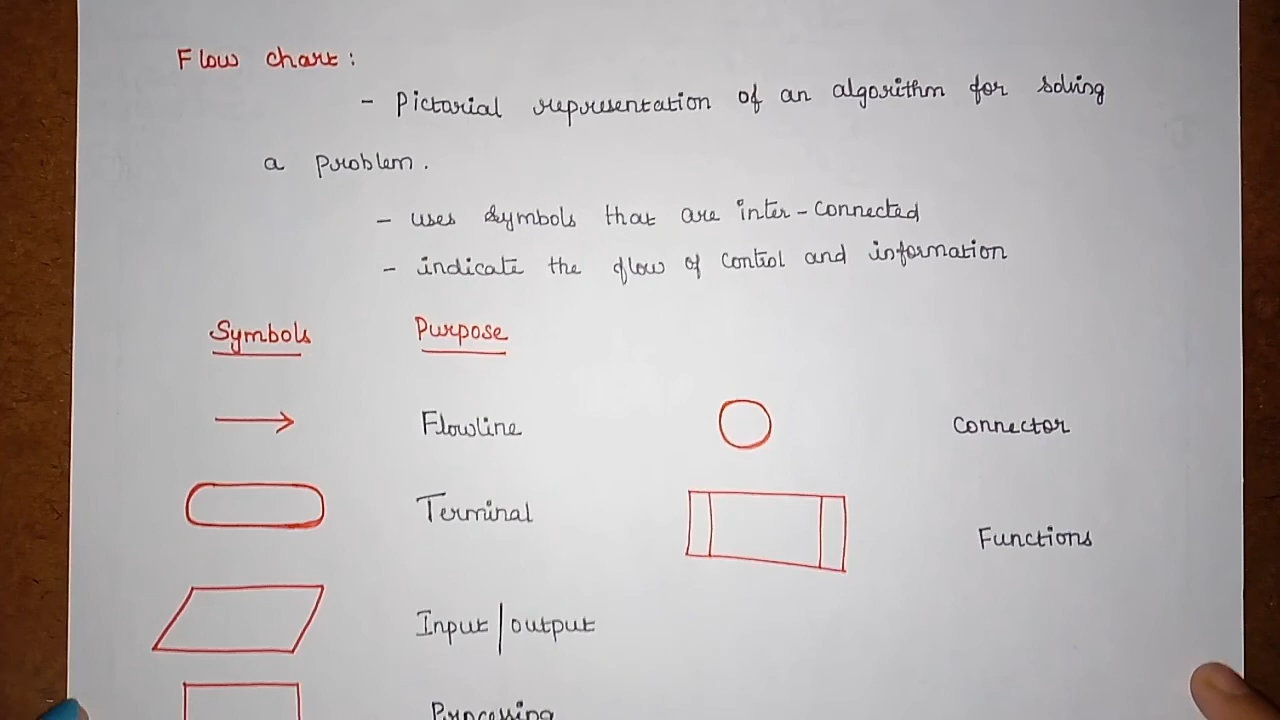 Flow chart:
- Pictorial representation of an algorithm for solving
a problem.
- uses symbols that are inter-connected
- indicate the flow of control and information
Symbols Purpose
Flowline Connector
Terminal Functions
Input/output
Processing